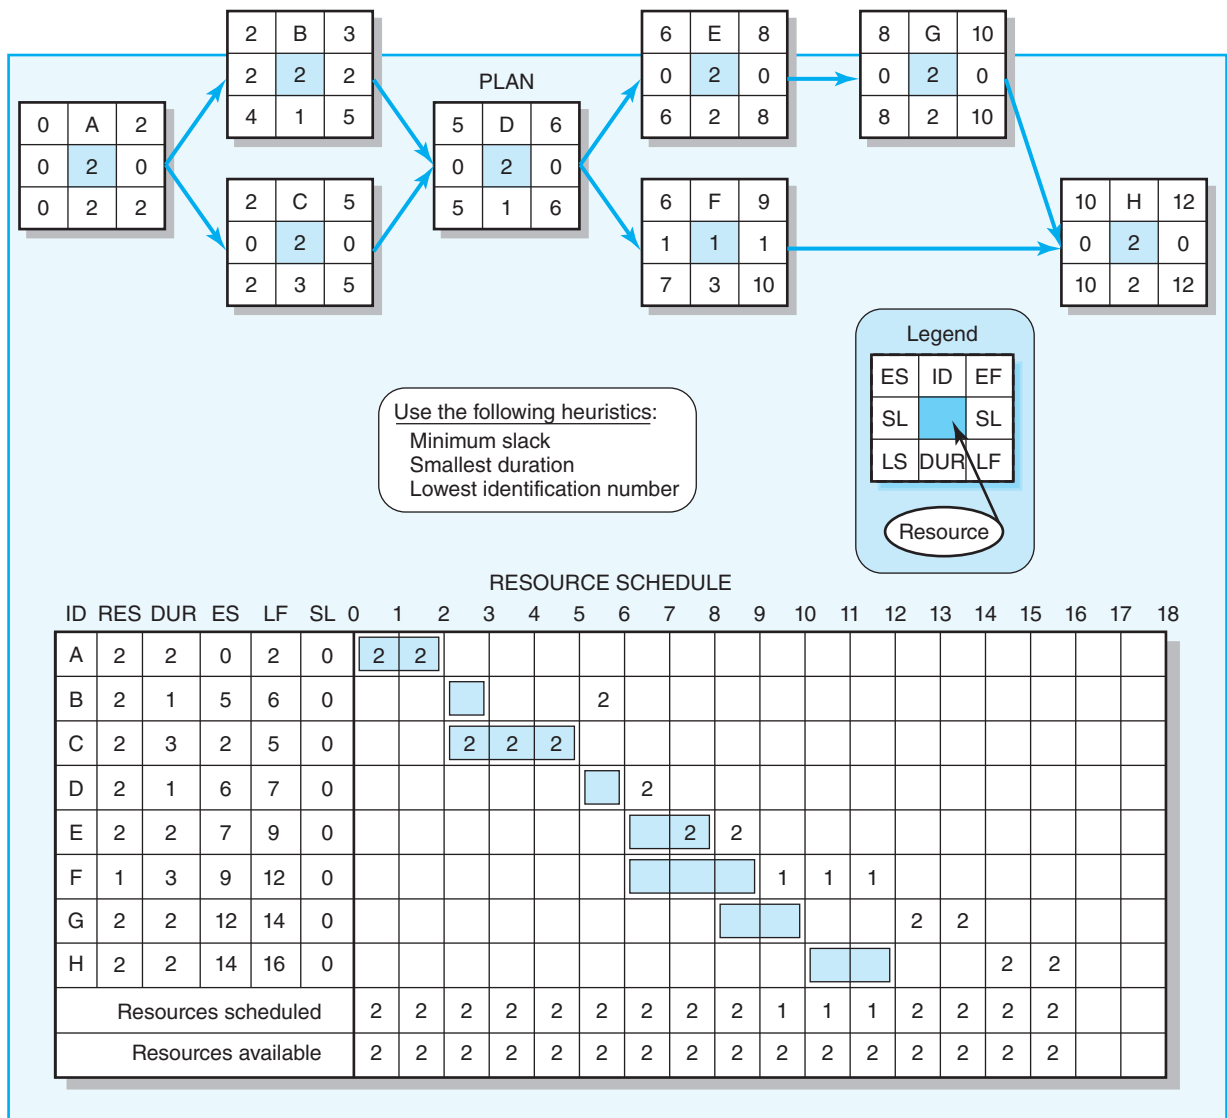 2 B 3
2 2 2
4 1 5
6 E 8
0 2 0
6 2 8
8 G 10
0 2 0
8 2 10
PLAN
0 A 2
0 2 0
0 2 2
5 D 6
0 2 0
5 1 6
2 C 5
0 2 0
2 3 5
6 F 9
1 1 1
7 3 10
10 H 12
0 2 0
10 2 12
Legend
ES ID EF
SL SL
LS DUR LF
Resource
Use the following heuristics:
Minimum slack
Smallest duration
Lowest identification number
RESOURCE SCHEDULE
ID RES DUR ES LF SL 0 1 2 3 4 5 6 7 8 9 10 11 12 13 14 15 16 17 18
A 2 2 0 2 0 2 2
B 2 1 5 6 0 2
C 2 3 2 5 0 2 2 2
D 2 1 6 7 0 2
E 2 2 7 9 0 2 2
F 1 3 9 12 0 1 1 1
G 2 2 12 14 0 2 2
H 2 2 14 16 0 2 2
Resources scheduled 2 2 2 2 2 2 2 2 2 1 1 1 2 2 2 2
Resources available 2 2 2 2 2 2 2 2 2 2 2 2 2 2 2 2